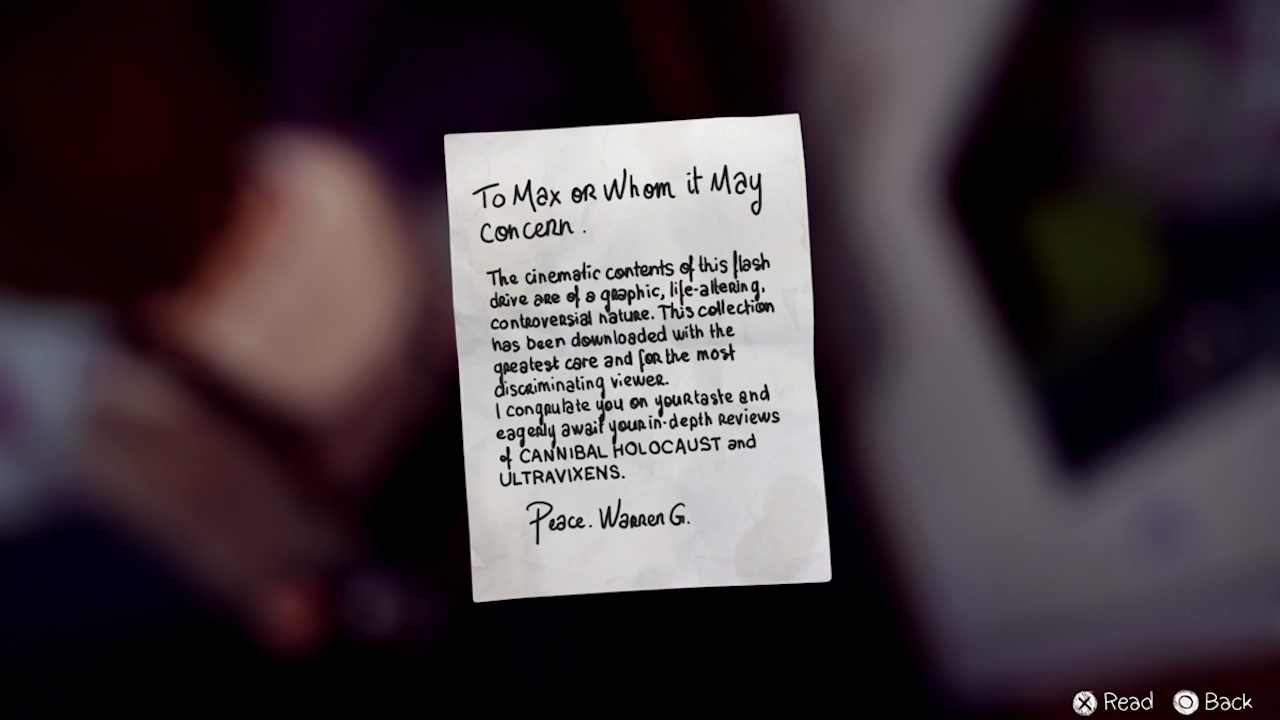 To Max or Whom it May
Concern.
The cinematic contents of this flash
drive are of a graphic, life-altering,
controversial nature. This collection
has been downloaded with the
greatest care and for the most
discriminating viewer.
I congrulate you on your taste and
eagerly await your in-depth reviews
of CANNIBAL HOLOCAUST and
ULTRAVIXENS.
Peace. Warren G.
Read Back